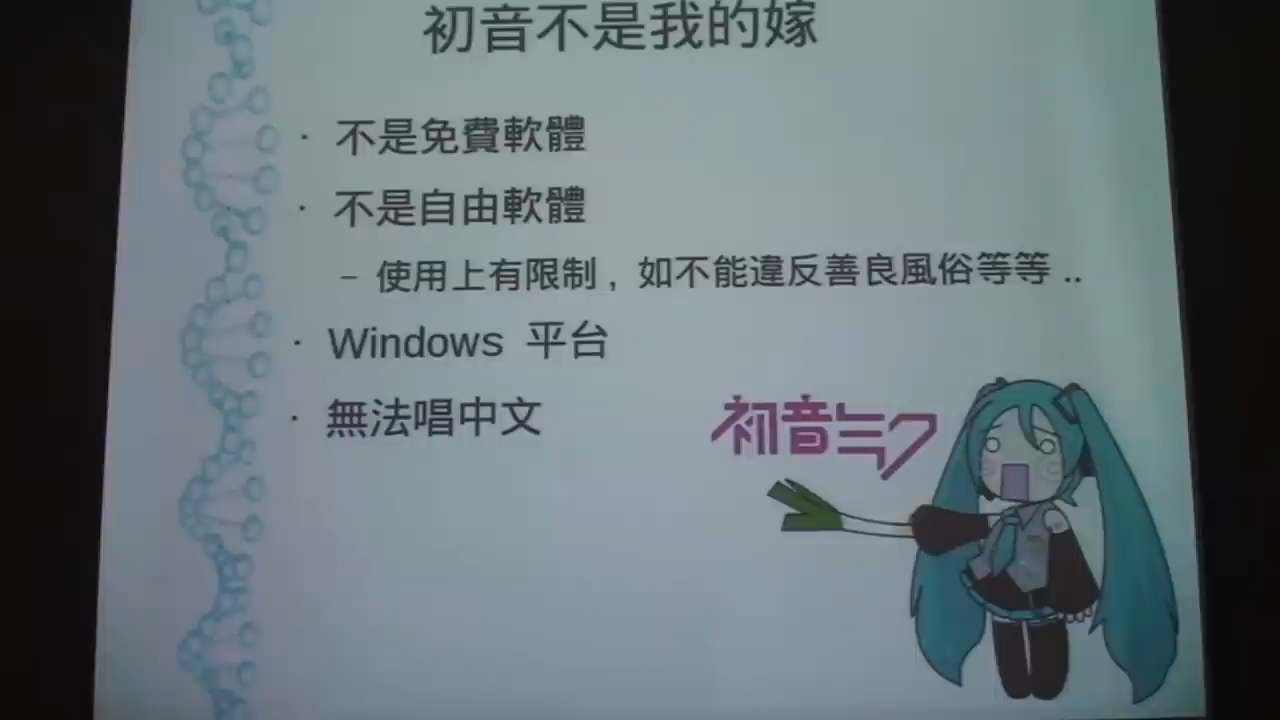 初音不是我的嫁
· 不是免費軟體
· 不是自由軟體
– 使用上有限制, 如不能違反善良風俗等等 ..
· Windows 平台
· 無法唱中文
初音ミク